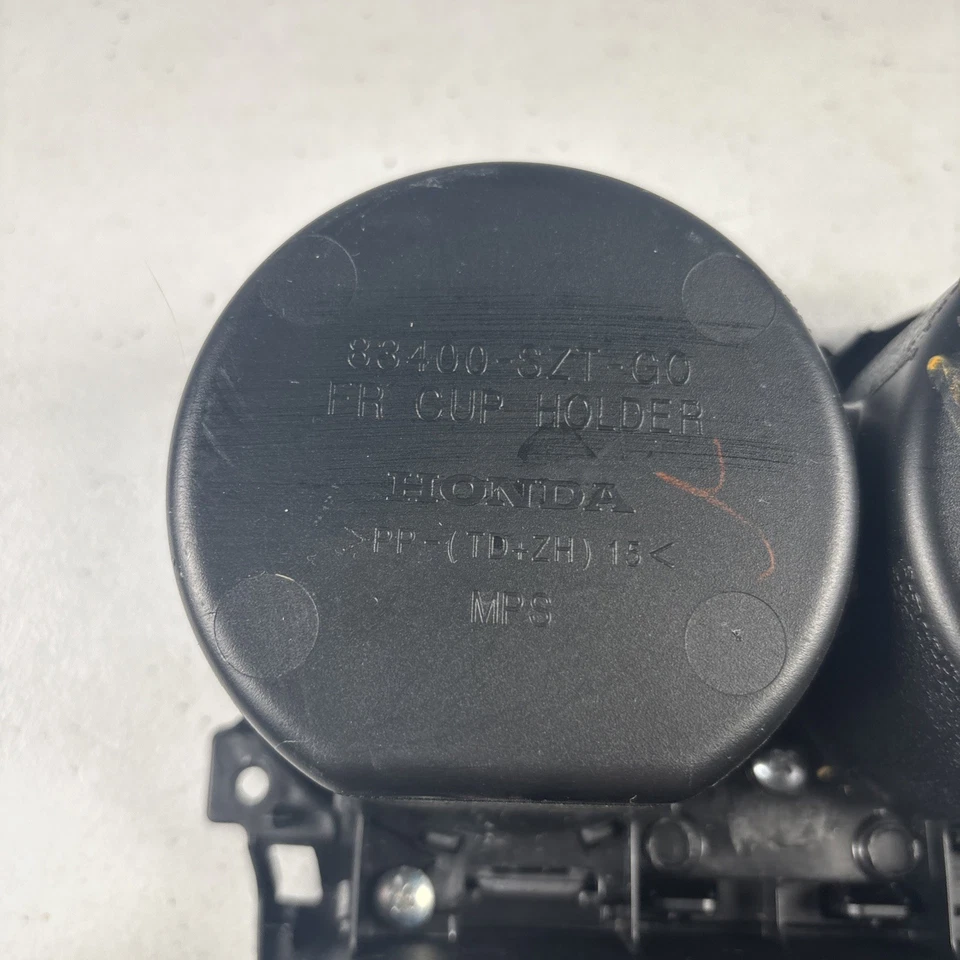 83400-SZT-G0
FR CUP HOLDER
HONDA
>PP-(TD+ZH)15<
MPS